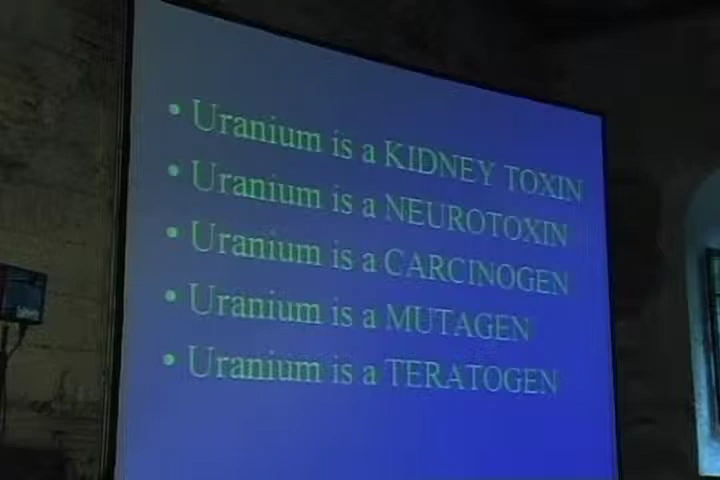 • Uranium is a KIDNEY TOXIN
• Uranium is a NEUROTOXIN
• Uranium is a CARCINOGEN
• Uranium is a MUTAGEN
• Uranium is a TERATOGEN